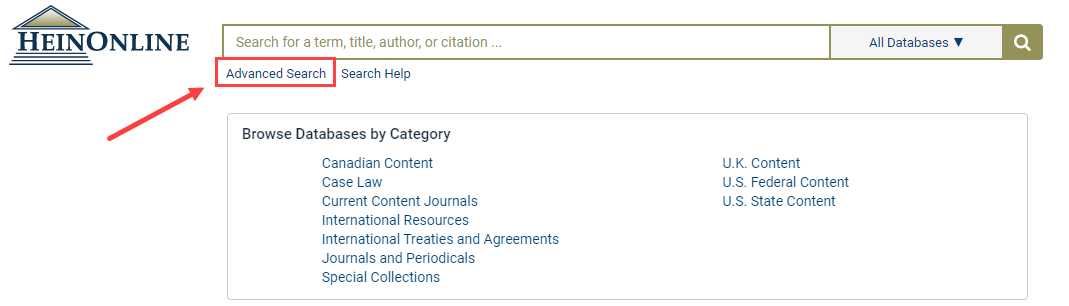 HEINONLINE
Search for a term, title, author, or citation ...
All Databases ▼
Advanced Search
Search Help
Browse Databases by Category
Canadian Content
Case Law
Current Content Journals
International Resources
International Treaties and Agreements
Journals and Periodicals
Special Collections
U.K. Content
U.S. Federal Content
U.S. State Content